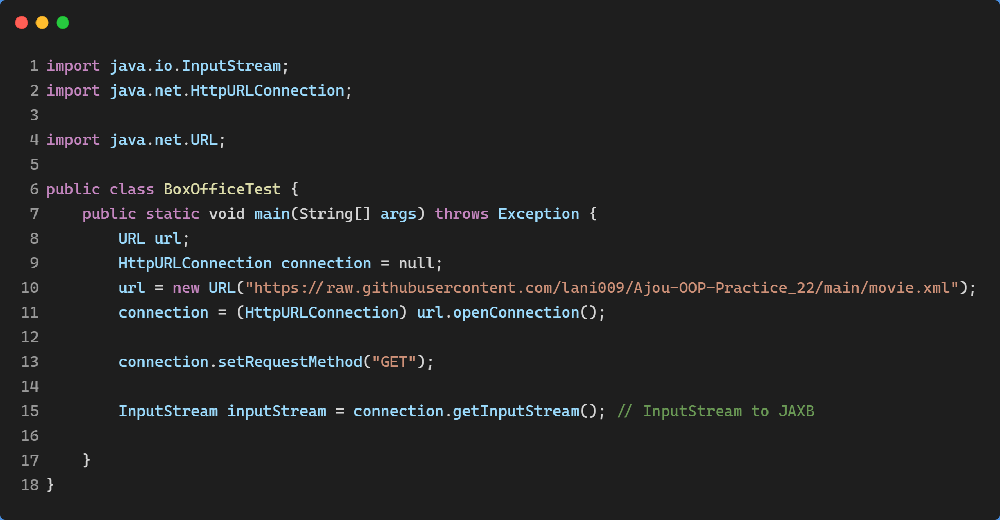 1 import java.io.InputStream;
2 import java.net.HttpURLConnection;
3
4 import java.net.URL;
5
6 public class BoxOfficeTest {
7     public static void main(String[] args) throws Exception {
8         URL url;
9         HttpURLConnection connection = null;
10         url = new URL("https://raw.githubusercontent.com/lani009/Ajou-OOP-Practice_22/main/movie.xml");
11         connection = (HttpURLConnection) url.openConnection();
12
13         connection.setRequestMethod("GET");
14
15         InputStream inputStream = connection.getInputStream(); // InputStream to JAXB
16
17     }
18 }